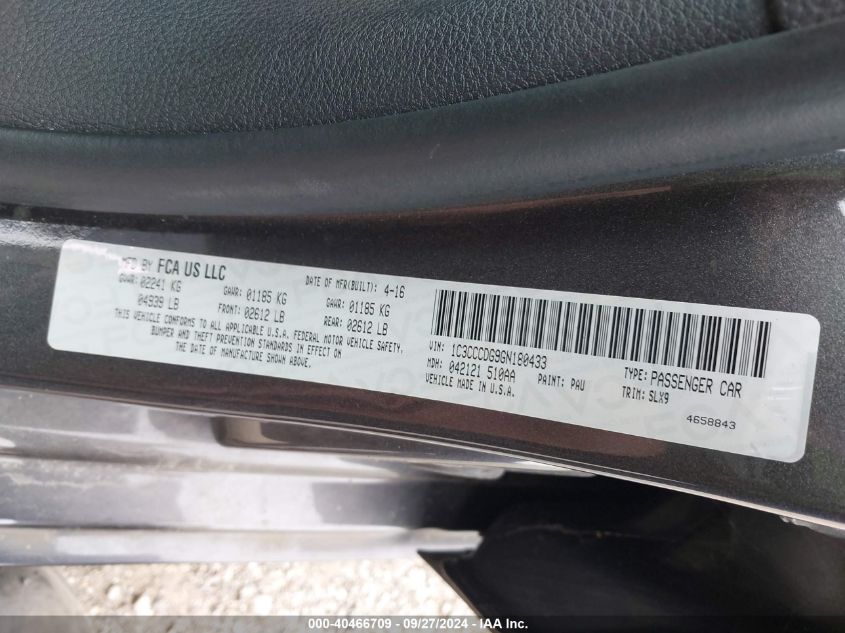 MFD BY FCA US LLC
DATE OF MFR(BUILT): 4-16
GVWR: 02241 KG
04939 LB
GAWR: 01185 KG
FRONT: 02612 LB
GAWR: 01185 KG
REAR: 02612 LB
THIS VEHICLE CONFORMS TO ALL APPLICABLE U.S.A. FEDERAL MOTOR VEHICLE SAFETY,
BUMPER AND THEFT PREVENTION STANDARDS IN EFFECT ON THE
DATE OF MANUFACTURE SHOWN ABOVE.
VIN: 1C3CCCDG9GN180433
MDH: 042121 510AA
PAINT: PAU
TYPE: PASSENGER CAR
VEHICLE MADE IN U.S.A.
TRIM: SLX9
4658843
000-40466709 - 09/27/2024 - IAA Inc.